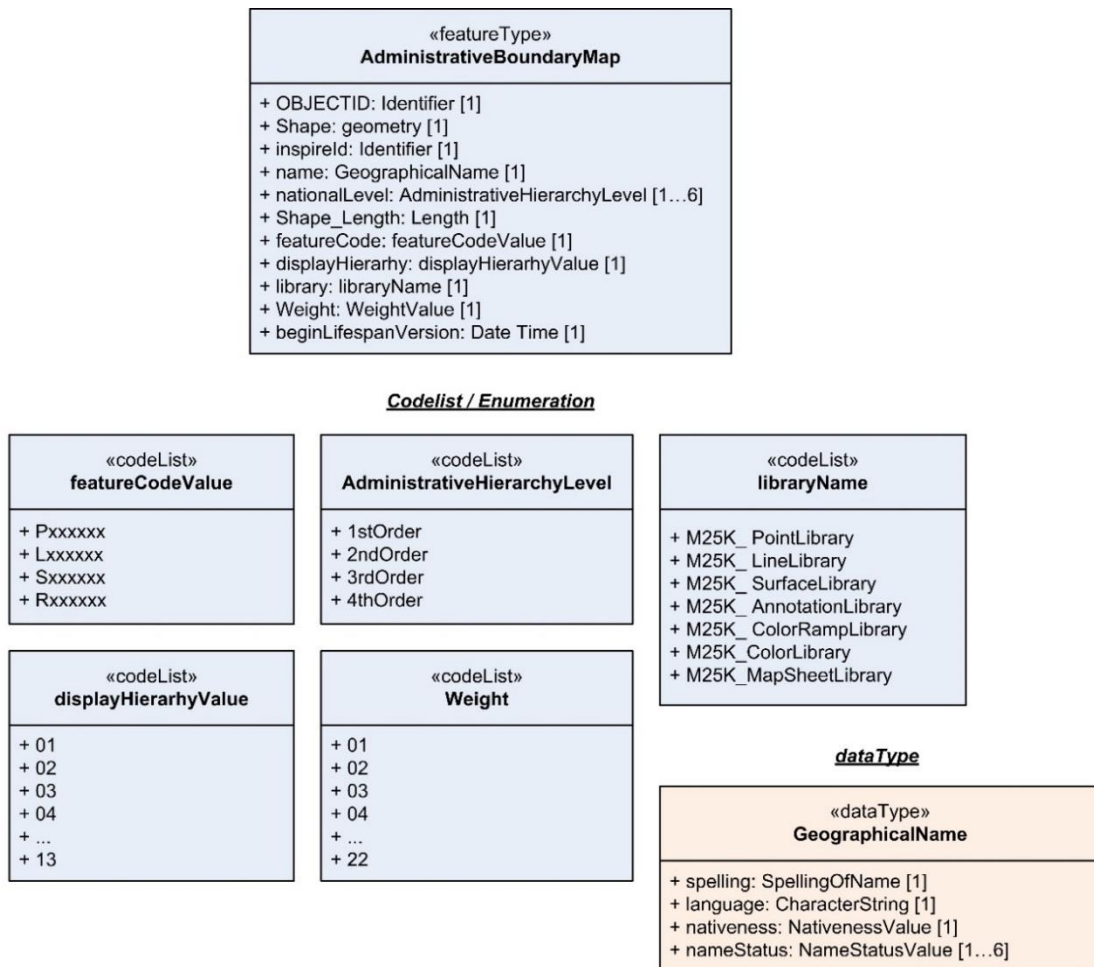 «featureType»
AdministrativeBoundaryMap
+ OBJECTID: Identifier [1]
+ Shape: geometry [1]
+ inspireId: Identifier [1]
+ name: GeographicalName [1]
+ nationalLevel: AdministrativeHierarchyLevel [1…6]
+ Shape_Length: Length [1]
+ featureCode: featureCodeValue [1]
+ displayHierarhy: displayHierarhyValue [1]
+ library: libraryName [1]
+ Weight: WeightValue [1]
+ beginLifespanVersion: Date Time [1]
Codelist / Enumeration
«codeList»
featureCodeValue
+ Pxxxxxx
+ Lxxxxxx
+ Sxxxxxx
+ Rxxxxxx
«codeList»
AdministrativeHierarchyLevel
+ 1stOrder
+ 2ndOrder
+ 3rdOrder
+ 4thOrder
«codeList»
libraryName
+ M25K_ PointLibrary
+ M25K_ LineLibrary
+ M25K_ SurfaceLibrary
+ M25K_ AnnotationLibrary
+ M25K_ ColorRampLibrary
+ M25K_ColorLibrary
+ M25K_MapSheetLibrary
«codeList»
displayHierarhyValue
+ 01
+ 02
+ 03
+ 04
+ ...
+ 13
«codeList»
Weight
+ 01
+ 02
+ 03
+ 04
+ ...
+ 22
dataType
«dataType»
GeographicalName
+ spelling: SpellingOfName [1]
+ language: CharacterString [1]
+ nativeness: NativenessValue [1]
+ nameStatus: NameStatusValue [1…6]